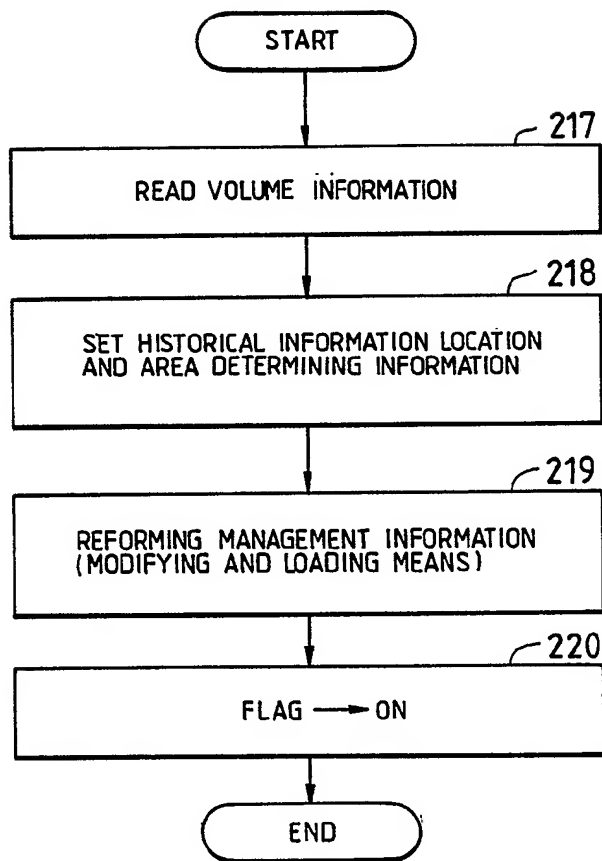 START
217
READ VOLUME INFORMATION
218
SET HISTORICAL INFORMATION LOCATION
AND AREA DETERMINING INFORMATION
219
REFORMING MANAGEMENT INFORMATION
(MODIFYING AND LOADING MEANS)
220
FLAG → ON
END